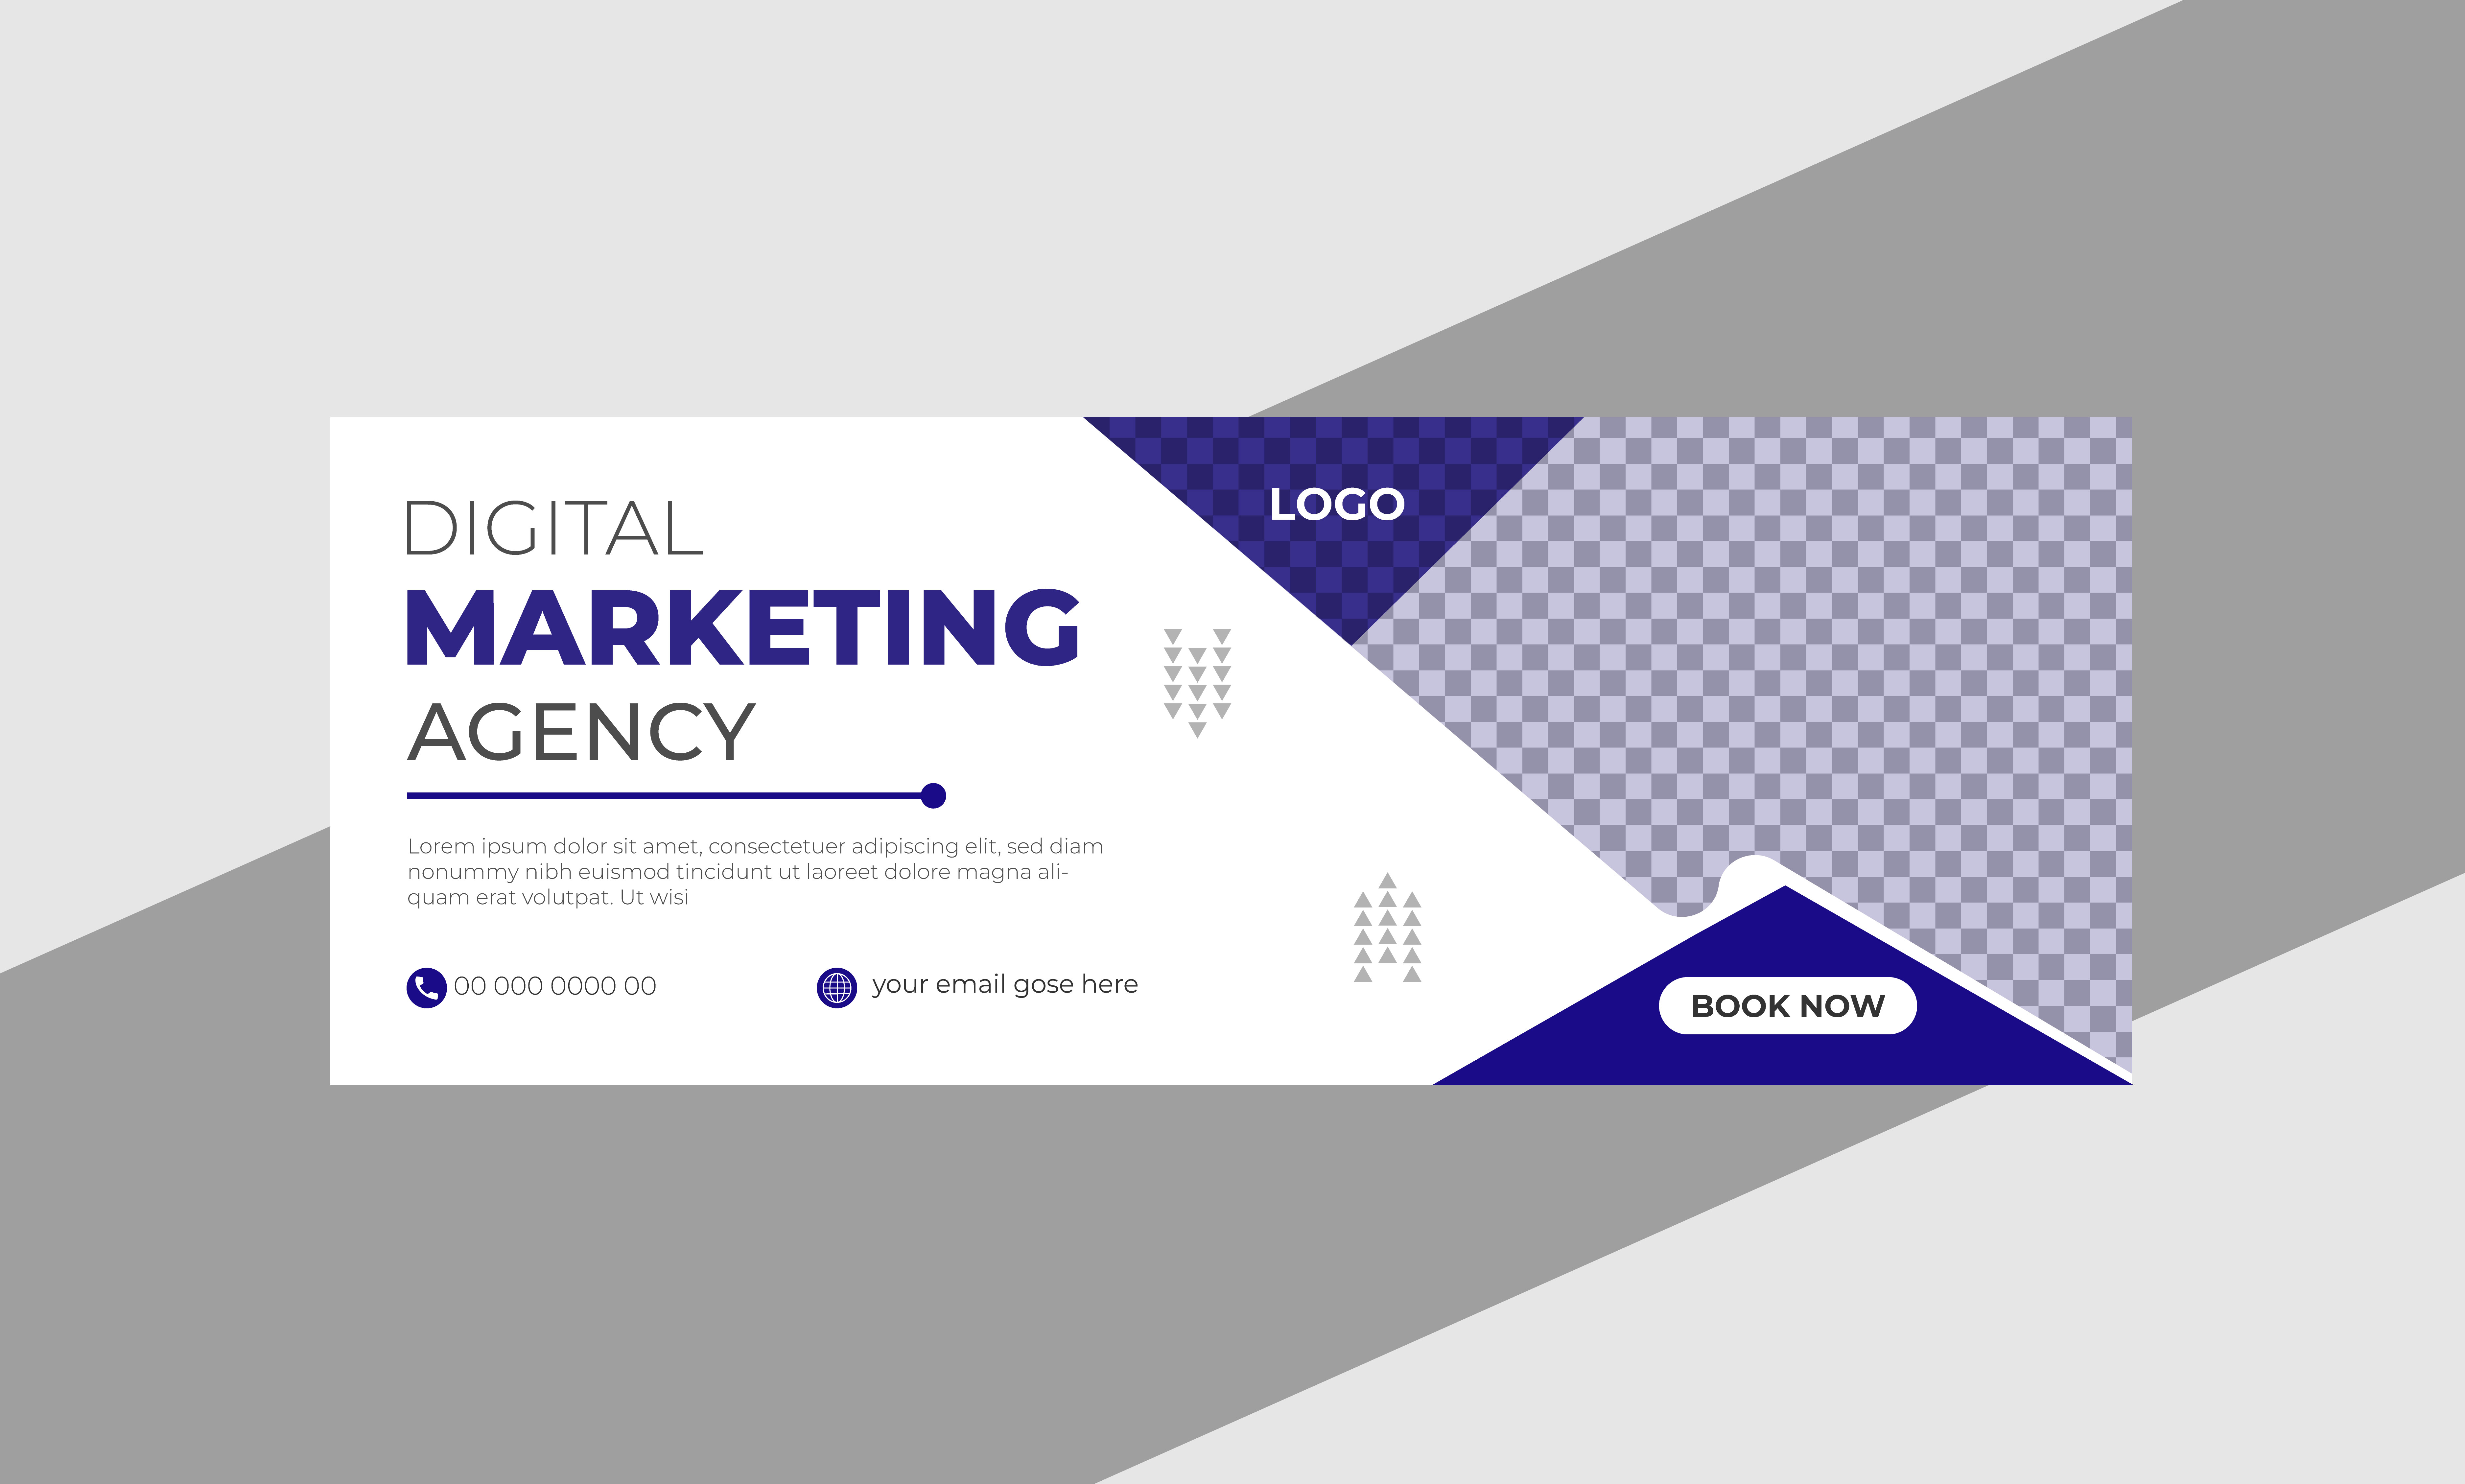 DIGITAL
MARKETING
AGENCY
Lorem ipsum dolor sit amet, consectetuer adipiscing elit, sed diam
nonummy nibh euismod tincidunt ut laoreet dolore magna ali-
quam erat volutpat. Ut wisi
00 000 0000 00
your email gose here
LOGO
BOOK NOW